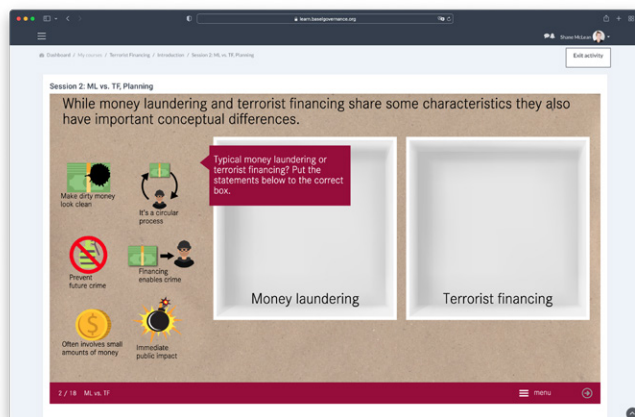 learn.baselgovernance.org
Shane McLean
Dashboard / My courses / Terrorist Financing / Introduction / Session 2: ML vs. TF, Planning
Exit activity
Session 2: ML vs. TF, Planning
While money laundering and terrorist financing share some characteristics they also
have important conceptual differences.
Typical money laundering or
terrorist financing? Put the
statements below to the correct
box.
Make dirty money
look clean
It's a circular
process
Prevent
future crime
Financing
enables crime
Often involves small
amounts of money
Immediate
public impact
Money laundering
Terrorist financing
2 / 18 ML vs. TF
menu